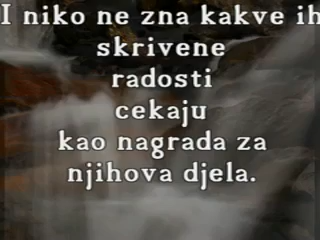 I niko ne zna kakve ih
skrivene
radosti
cekaju
kao nagrada za
njihova djela.